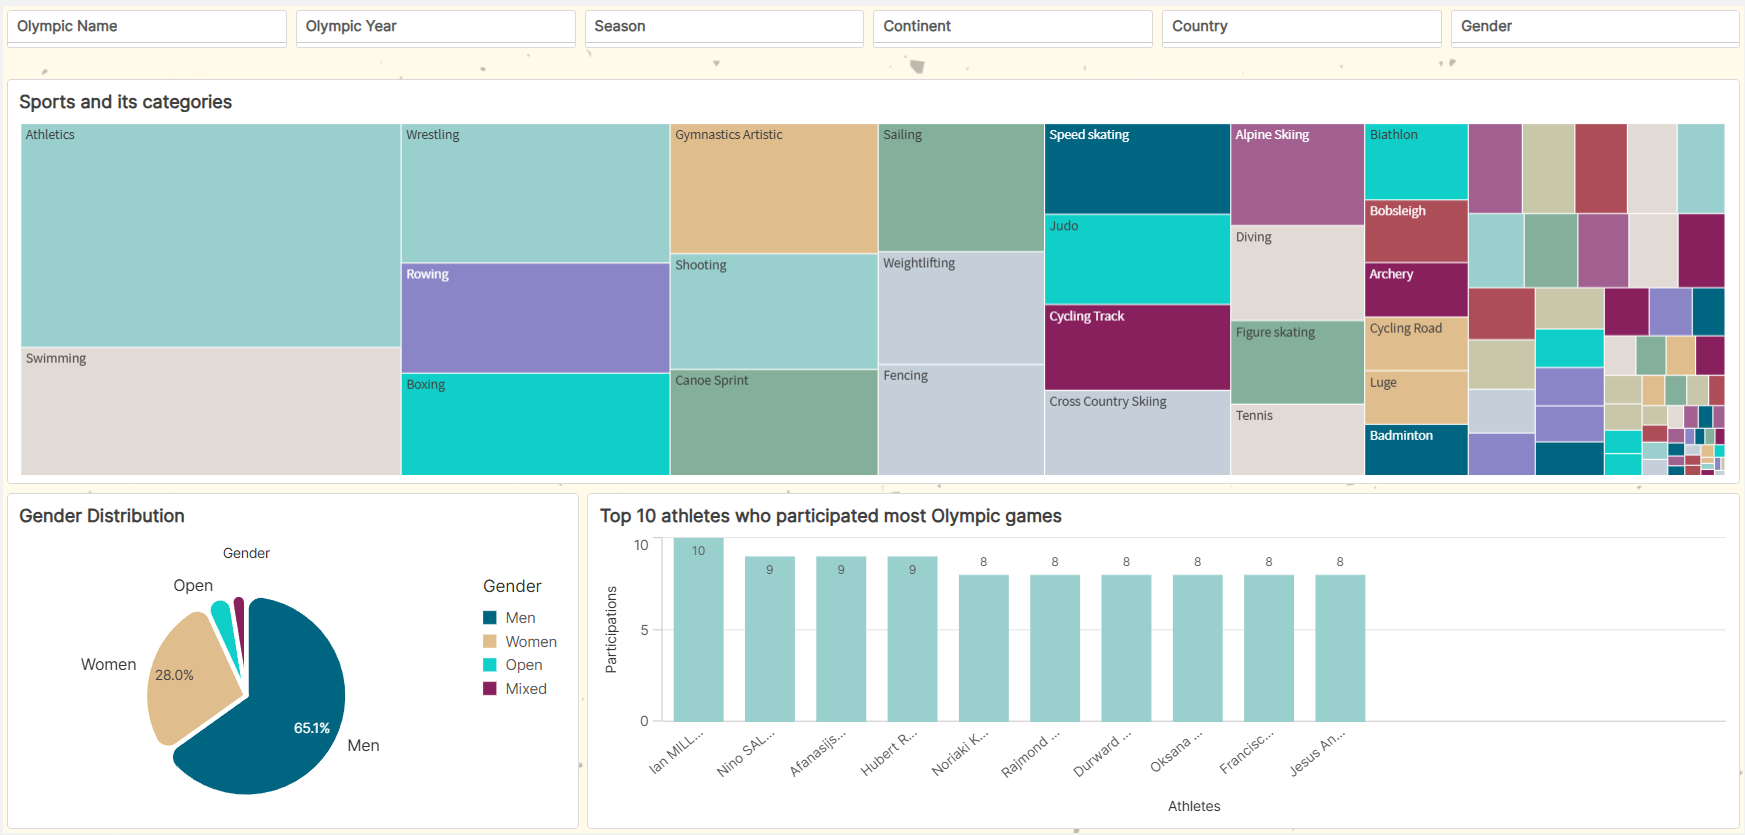 Olympic Name
Olympic Year
Season
Continent
Country
Gender
Sports and its categories
Athletics
Swimming
Wrestling
Rowing
Boxing
Gymnastics Artistic
Shooting
Canoe Sprint
Sailing
Weightlifting
Fencing
Speed skating
Judo
Cycling Track
Cross Country Skiing
Alpine Skiing
Diving
Figure skating
Tennis
Biathlon
Bobsleigh
Archery
Cycling Road
Luge
Badminton
Gender Distribution
Gender
Open
Women
28.0%
65.1%
Men
Gender
Men
Women
Open
Mixed
Top 10 athletes who participated most Olympic games
Participations
10
5
0
10
9
9
9
8
8
8
8
8
8
Ian MILL...
Nino SAL...
Afanasijs...
Hubert R...
Noriaki K...
Rajmond ...
Durward ...
Oksana ...
Francisc...
Jesus An...
Athletes